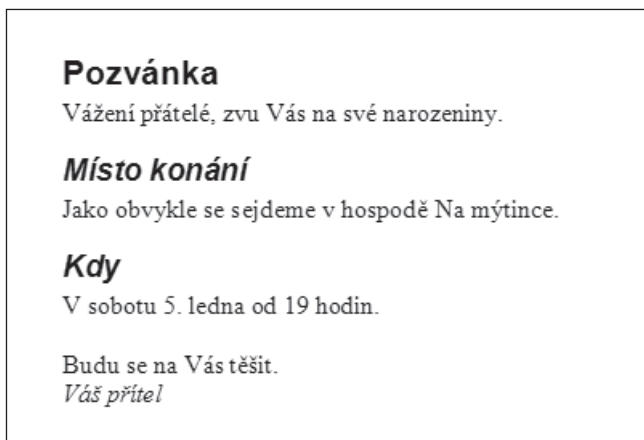 Pozvánka
Vážení přátelé, zvu Vás na své narozeniny.
Místo konání
Jako obvykle se sejdeme v hospodě Na mýtince.
Kdy
V sobotu 5. ledna od 19 hodin.
Budu se na Vás těšit.
Váš přítel